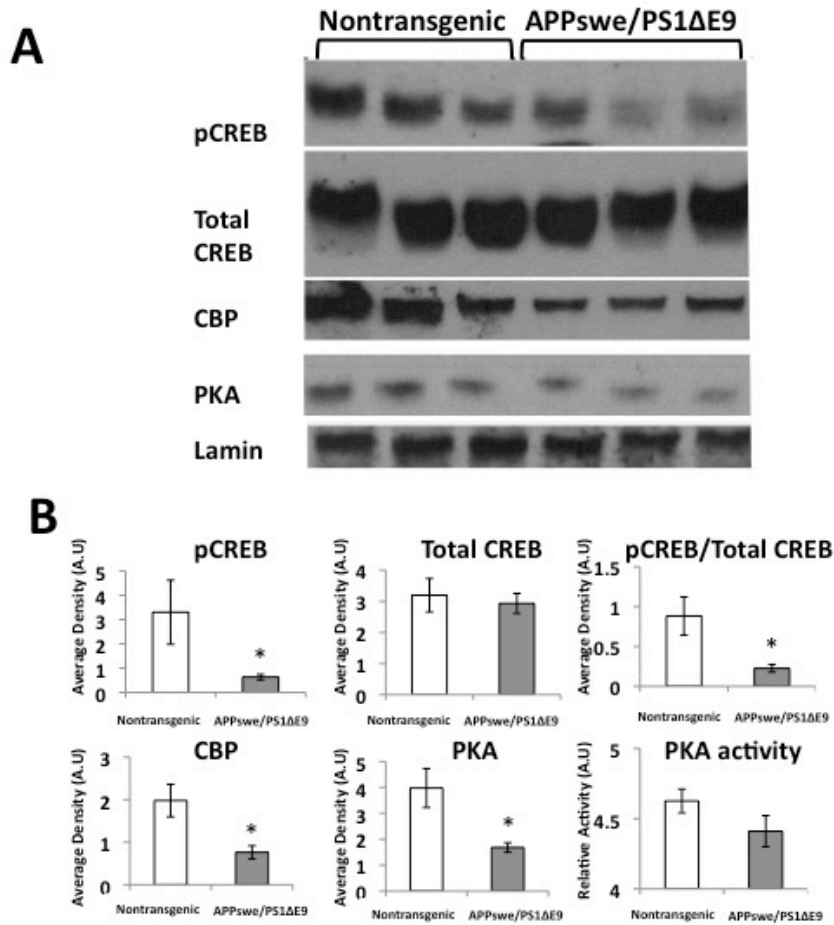 A
Nontransgenic APPswe/PS1ΔE9
pCREB
Total
CREB
CBP
PKA
Lamin
B
pCREB
Average Density (A.U)
5
4
3
2
1
0
Nontransgenic APPswe/PS1ΔE9
*
Total CREB
Average Density (A.U)
4
3
2
1
0
Nontransgenic APPswe/PS1ΔE9
pCREB/Total CREB
Average Density (A.U)
1.5
1
0.5
0
Nontransgenic APPswe/PS1ΔE9
*
CBP
Average Density (A.U)
3
2
1
0
Nontransgenic APPswe/PS1ΔE9
*
PKA
Average Density (A.U)
5
4
3
2
1
0
Nontransgenic APPswe/PS1ΔE9
*
PKA activity
Relative Activity (A.U)
5
4.5
4
Nontransgenic APPswe/PS1ΔE9